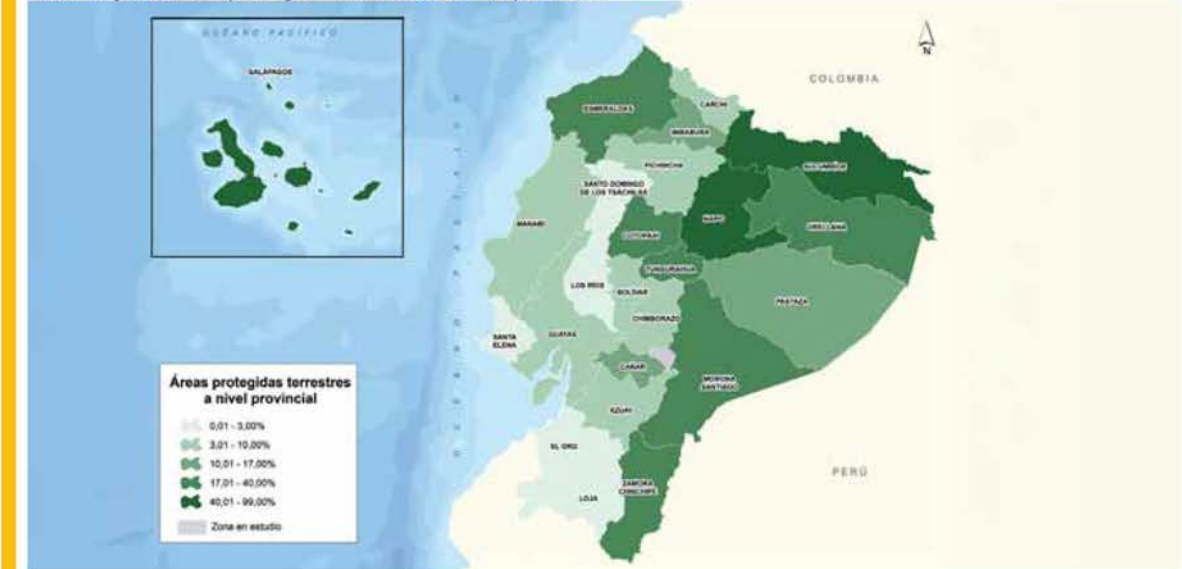 OCÉANO PACÍFICO
GALÁPAGOS
N
COLOMBIA
ESMERALDAS
CARCHI
IMBABURA
SUCUMBÍOS
PICHINCHA
SANTO DOMINGO
DE LOS TSÁCHILAS
MANABÍ
NAPO
ORELLANA
COTOPAXI
TUNGURAHUA
LOS RÍOS
BOLÍVAR
PASTAZA
CHIMBORAZO
SANTA
ELENA
GUAYAS
CAÑAR
MORONA
SANTIAGO
AZUAY
EL ORO
ZAMORA
CHINCHIPE
LOJA
PERÚ
Áreas protegidas terrestres
a nivel provincial
0,01 - 3,00%
3,01 - 10,00%
10,01 - 17,00%
17,01 - 40,00%
40,01 - 99,00%
Zona en estudio